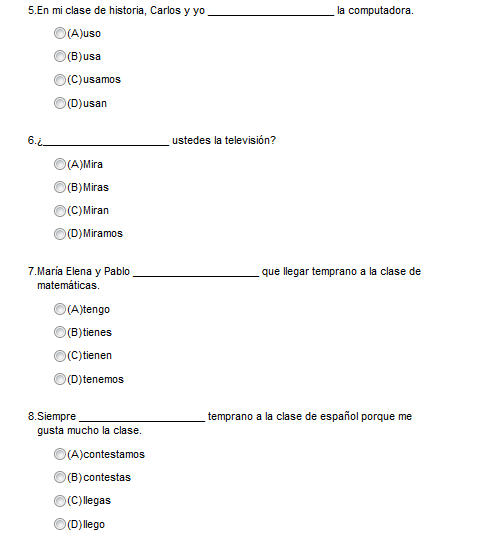 5.En mi clase de historia, Carlos y yo ______________________ la computadora.
(A)uso
(B)usa
(C)usamos
(D)usan
6.¿______________________ ustedes la televisión?
(A)Mira
(B)Miras
(C)Miran
(D)Miramos
7.María Elena y Pablo ______________________ que llegar temprano a la clase de
matemáticas.
(A)tengo
(B)tienes
(C)tienen
(D)tenemos
8.Siempre ______________________ temprano a la clase de español porque me
gusta mucho la clase.
(A)contestamos
(B)contestas
(C)llegas
(D)llego